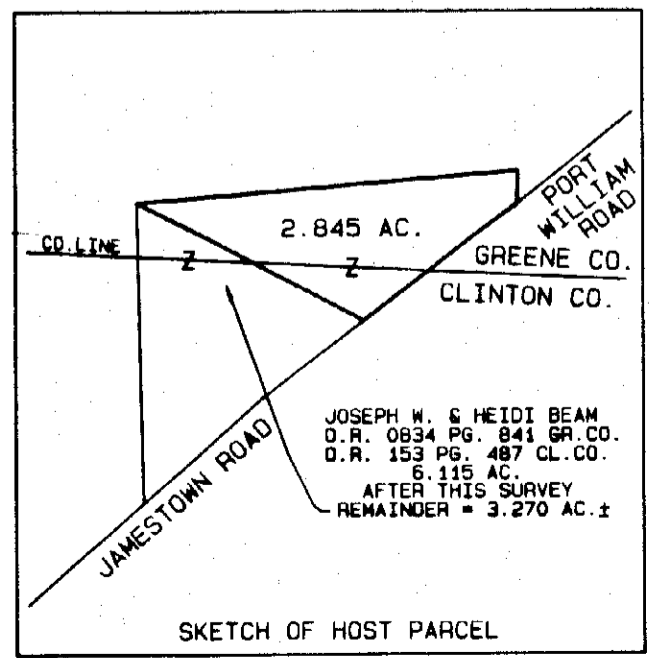 PORT
WILLIAM
ROAD
2.845 AC.
CO.LINE
Z
Z
GREENE CO.
CLINTON CO.
JAMESTOWN ROAD
JOSEPH W. & HEIDI BEAM
O.R. 0834 PG. 841 GR.CO.
O.R. 153 PG. 487 CL.CO.
6.115 AC.
AFTER THIS SURVEY
REMAINDER = 3.270 AC.±
SKETCH OF HOST PARCEL